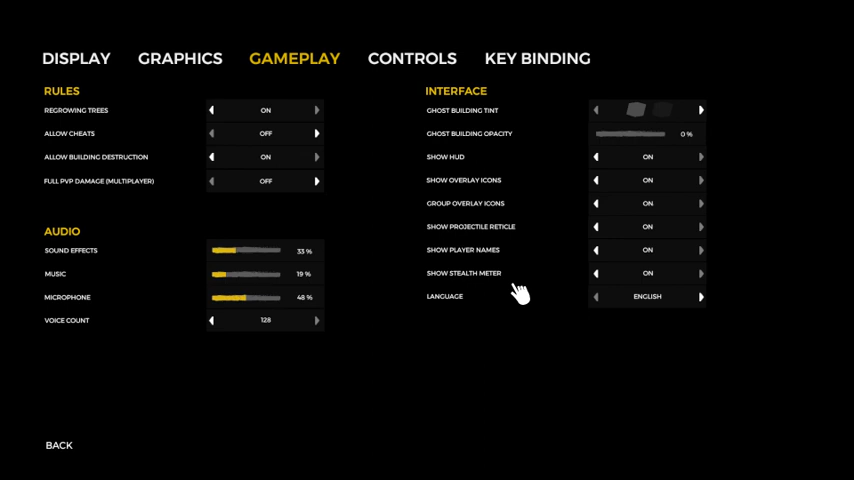 DISPLAY GRAPHICS GAMEPLAY CONTROLS KEY BINDING
RULES
REGROWING TREES ON
ALLOW CHEATS OFF
ALLOW BUILDING DESTRUCTION ON
FULL PVP DAMAGE (MULTIPLAYER) OFF
AUDIO
SOUND EFFECTS 33 %
MUSIC 19 %
MICROPHONE 48 %
VOICE COUNT 128
INTERFACE
GHOST BUILDING TINT
GHOST BUILDING OPACITY 0 %
SHOW HUD ON
SHOW OVERLAY ICONS ON
GROUP OVERLAY ICONS ON
SHOW PROJECTILE RETICLE ON
SHOW PLAYER NAMES ON
SHOW STEALTH METER ON
LANGUAGE ENGLISH
BACK